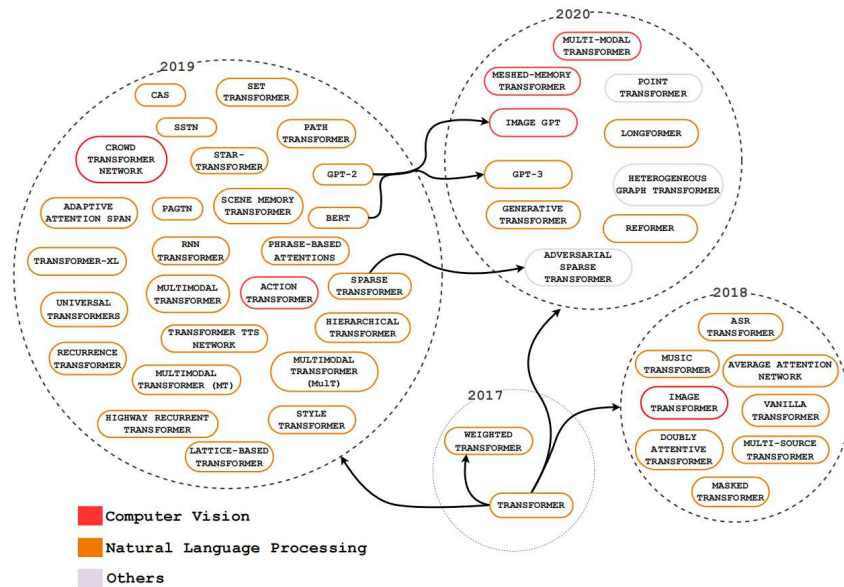 2019
CAS
SET
TRANSFORMER
SSTN
PATH
TRANSFORMER
CROWD
TRANSFORMER
NETWORK
STAR-
TRANSFORMER
GPT-2
ADAPTIVE
ATTENTION SPAN
PAGTN
SCENE MEMORY
TRANSFORMER
BERT
TRANSFORMER-XL
RNN
TRANSFORMER
PHRASE-BASED
ATTENTIONS
UNIVERSAL
TRANSFORMERS
MULTIMODAL
TRANSFORMER
ACTION
TRANSFORMER
SPARSE
TRANSFORMER
HIERARCHICAL
TRANSFORMER
TRANSFORMER TTS
NETWORK
RECURRENCE
TRANSFORMER
MULTIMODAL
TRANSFORMER (MT)
MULTIMODAL
TRANSFORMER
(MulT)
HIGHWAY RECURRENT
TRANSFORMER
STYLE
TRANSFORMER
LATTICE-BASED
TRANSFORMER
2020
MULTI-MODAL
TRANSFORMER
MESHED-MEMORY
TRANSFORMER
POINT
TRANSFORMER
IMAGE GPT
LONGFORMER
GPT-3
HETEROGENEOUS
GRAPH TRANSFORMER
GENERATIVE
TRANSFORMER
REFORMER
ADVERSARIAL
SPARSE
TRANSFORMER
2018
ASR
TRANSFORMER
MUSIC
TRANSFORMER
AVERAGE ATTENTION
NETWORK
IMAGE
TRANSFORMER
VANILLA
TRANSFORMER
DOUBLY
ATTENTIVE
TRANSFORMER
MULTI-SOURCE
TRANSFORMER
MASKED
TRANSFORMER
2017
WEIGHTED
TRANSFORMER
TRANSFORMER
Computer Vision
Natural Language Processing
Others